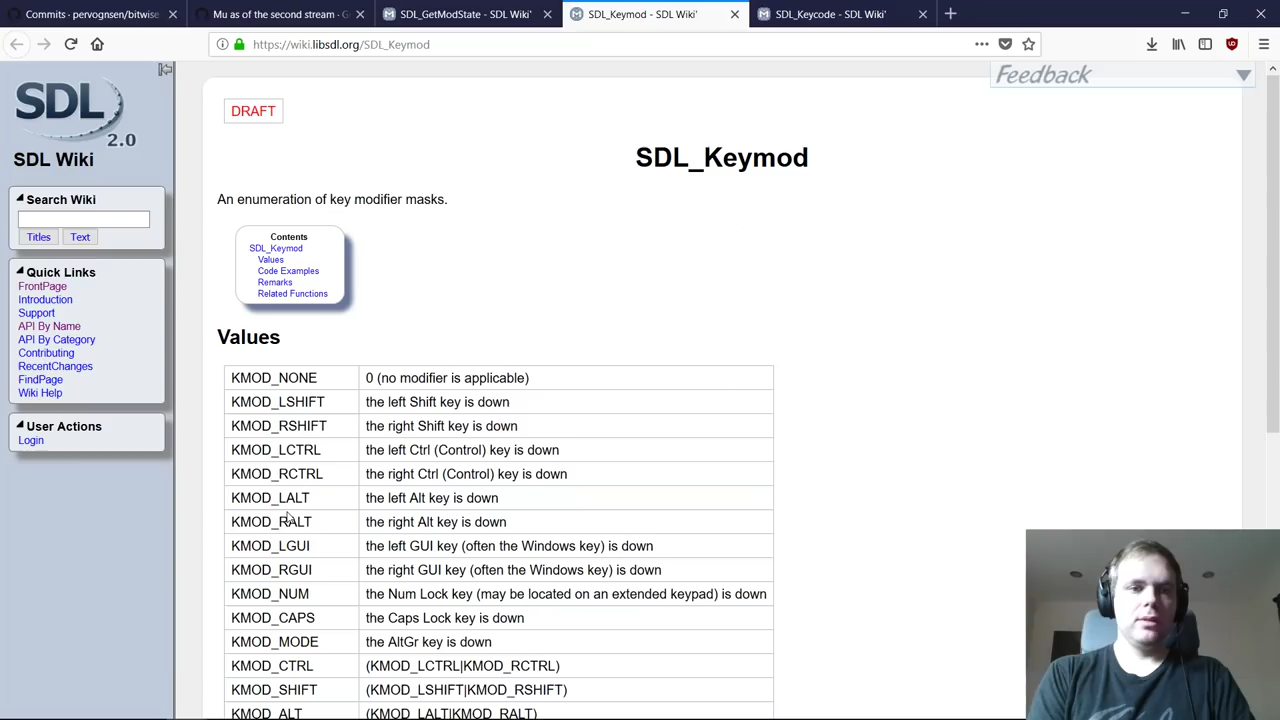 Commits · pervognsen/bitwise
Mu as of the second stream · G
SDL_GetModState - SDL Wiki'
SDL_Keymod - SDL Wiki'
SDL_Keycode - SDL Wiki'
https://wiki.libsdl.org/SDL_Keymod
Feedback
SDL
2.0
SDL Wiki
Search Wiki
Titles Text
Quick Links
FrontPage
Introduction
Support
API By Name
API By Category
Contributing
RecentChanges
FindPage
Wiki Help
User Actions
Login
DRAFT
SDL_Keymod
An enumeration of key modifier masks.
Contents
SDL_Keymod
Values
Code Examples
Remarks
Related Functions
Values
KMOD_NONE 0 (no modifier is applicable)
KMOD_LSHIFT the left Shift key is down
KMOD_RSHIFT the right Shift key is down
KMOD_LCTRL the left Ctrl (Control) key is down
KMOD_RCTRL the right Ctrl (Control) key is down
KMOD_LALT the left Alt key is down
KMOD_RALT the right Alt key is down
KMOD_LGUI the left GUI key (often the Windows key) is down
KMOD_RGUI the right GUI key (often the Windows key) is down
KMOD_NUM the Num Lock key (may be located on an extended keypad) is down
KMOD_CAPS the Caps Lock key is down
KMOD_MODE the AltGr key is down
KMOD_CTRL (KMOD_LCTRL|KMOD_RCTRL)
KMOD_SHIFT (KMOD_LSHIFT|KMOD_RSHIFT)
KMOD_ALT (KMOD_LALT|KMOD_RALT)